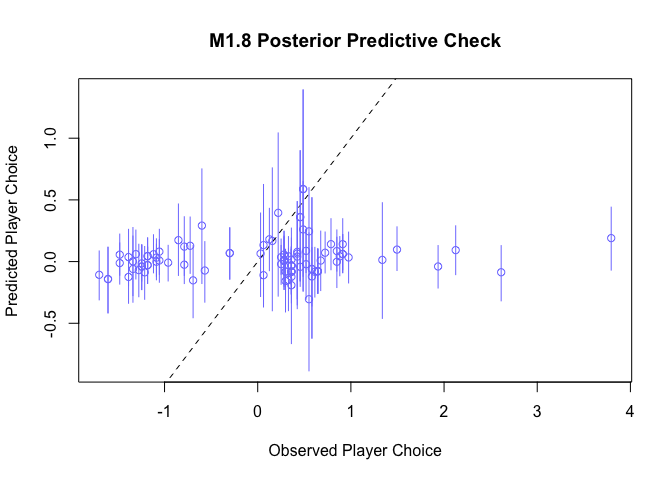 M1.8 Posterior Predictive Check
Predicted Player Choice
1.0
0.5
0.0
-0.5
-1 0 1 2 3 4
Observed Player Choice